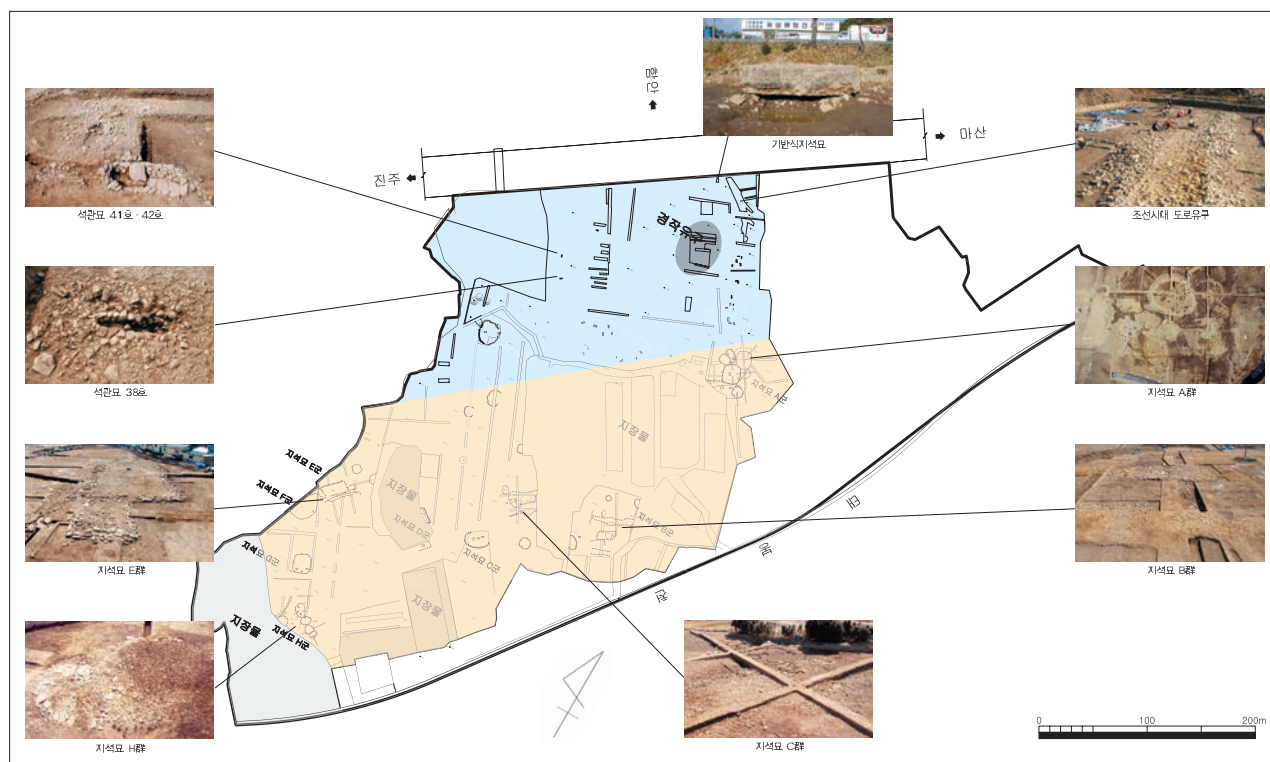 함안
마산
진주
기반식지석묘
석관묘 41호·42호
조선시대 도로유구
경작유구
석관묘 38호
지석묘 A群
지석묘 A군
지장물
지석묘 E군
지석묘 F군
지장물
지석묘 D군
지석묘 B군
지석묘 C군
지석묘 G군
지석묘 E群
지석묘 B群
지장물
지장물
지석묘 H군
지석묘 H群
지석묘 C群
0 100 200m